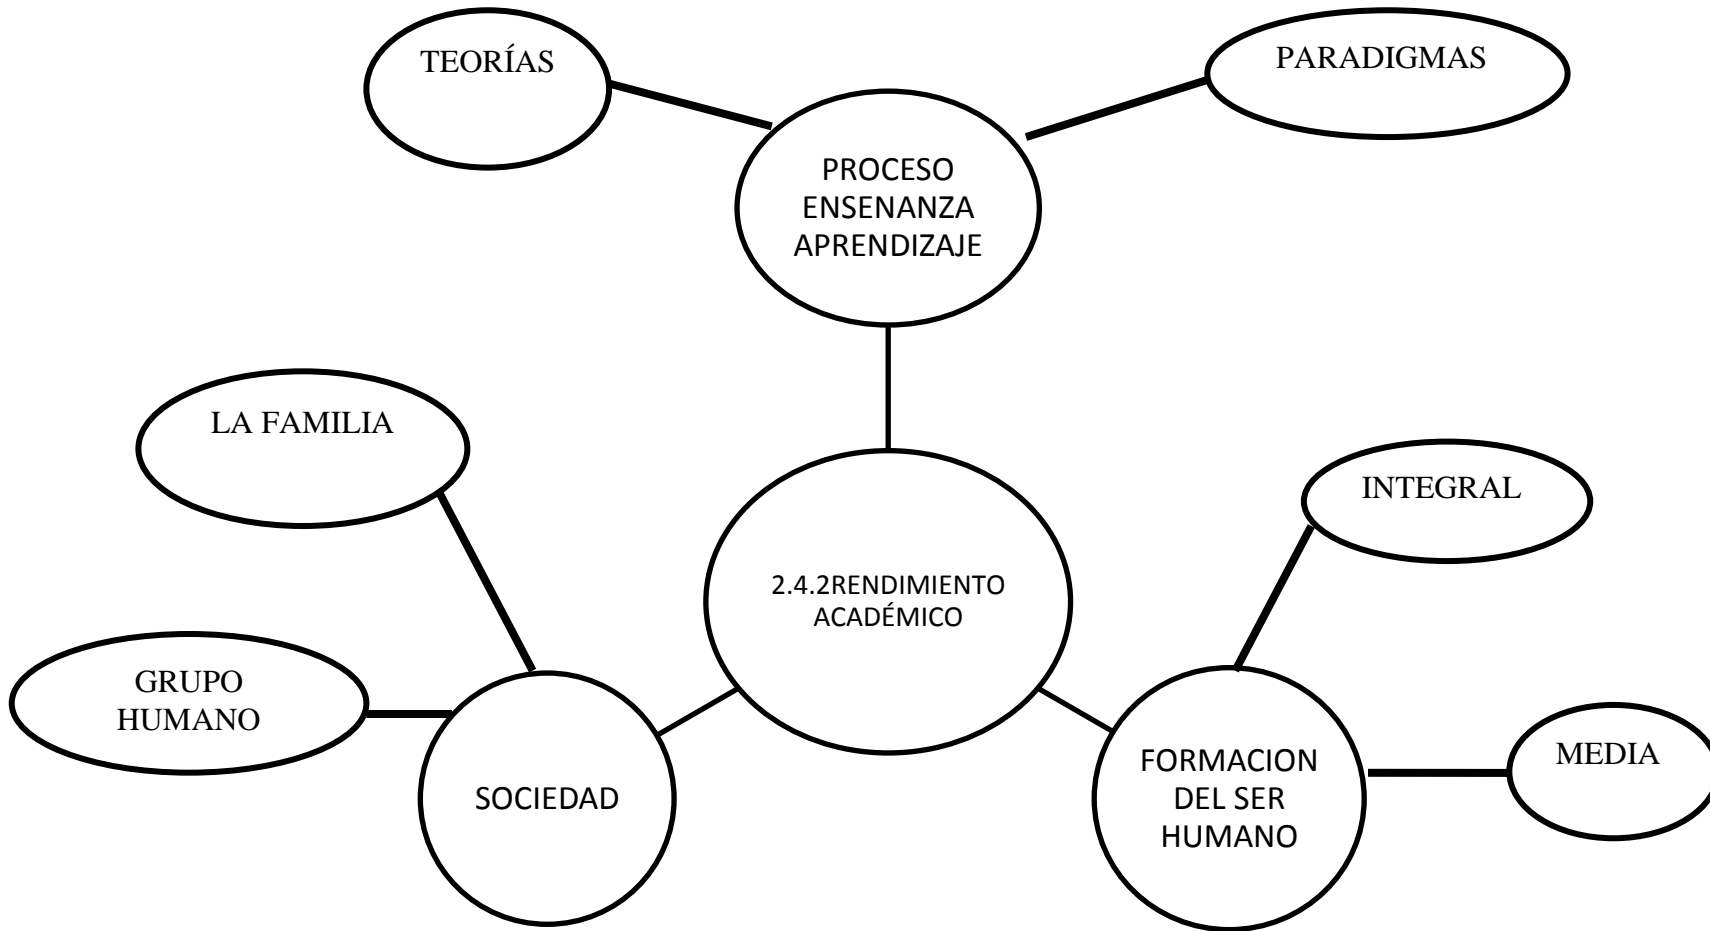 TEORÍAS
PARADIGMAS
PROCESO
ENSENANZA
APRENDIZAJE
LA FAMILIA
INTEGRAL
2.4.2RENDIMIENTO
ACADÉMICO
GRUPO
HUMANO
SOCIEDAD
FORMACION
DEL SER
HUMANO
MEDIA